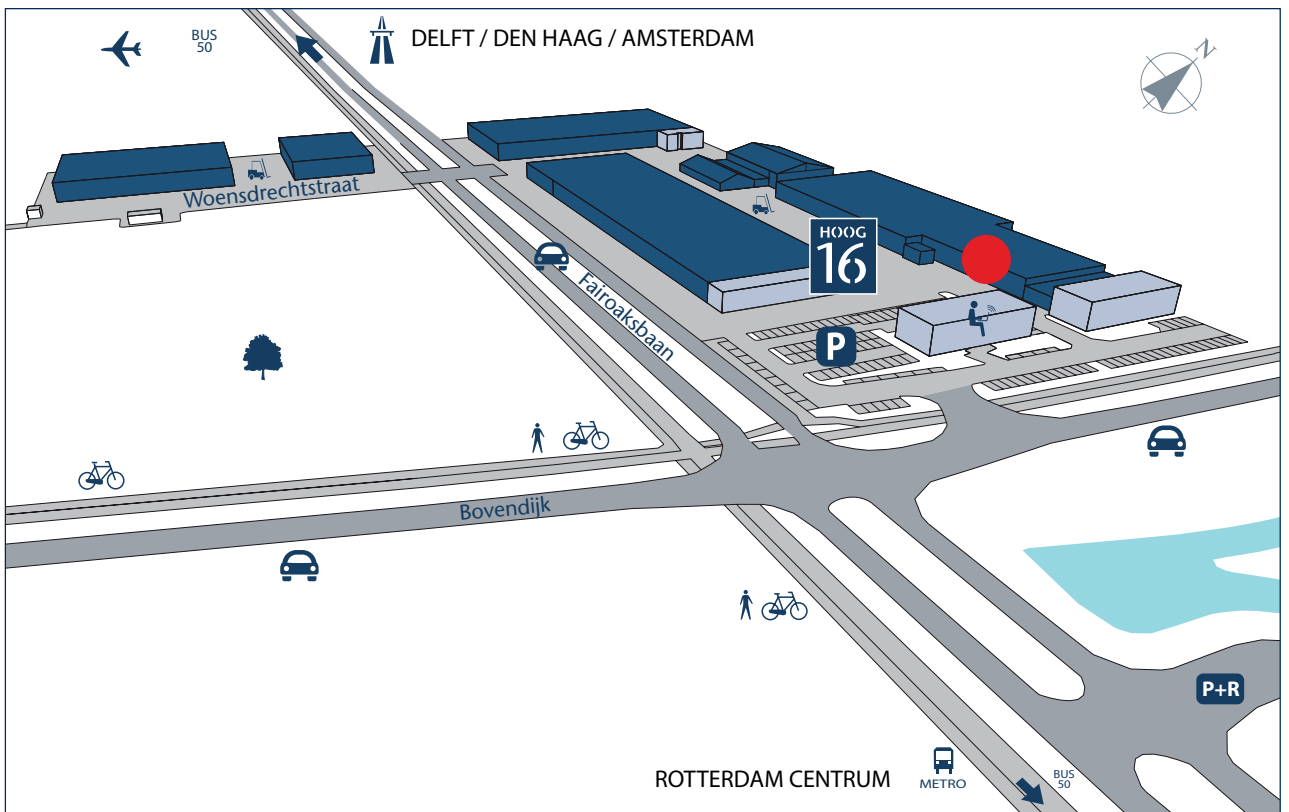 BUS
50
DELFT / DEN HAAG / AMSTERDAM
N
Woensdrechtstraat
HOOG
16
Fairoaksbaan
P
Bovendijk
P+R
ROTTERDAM CENTRUM
METRO
BUS
50